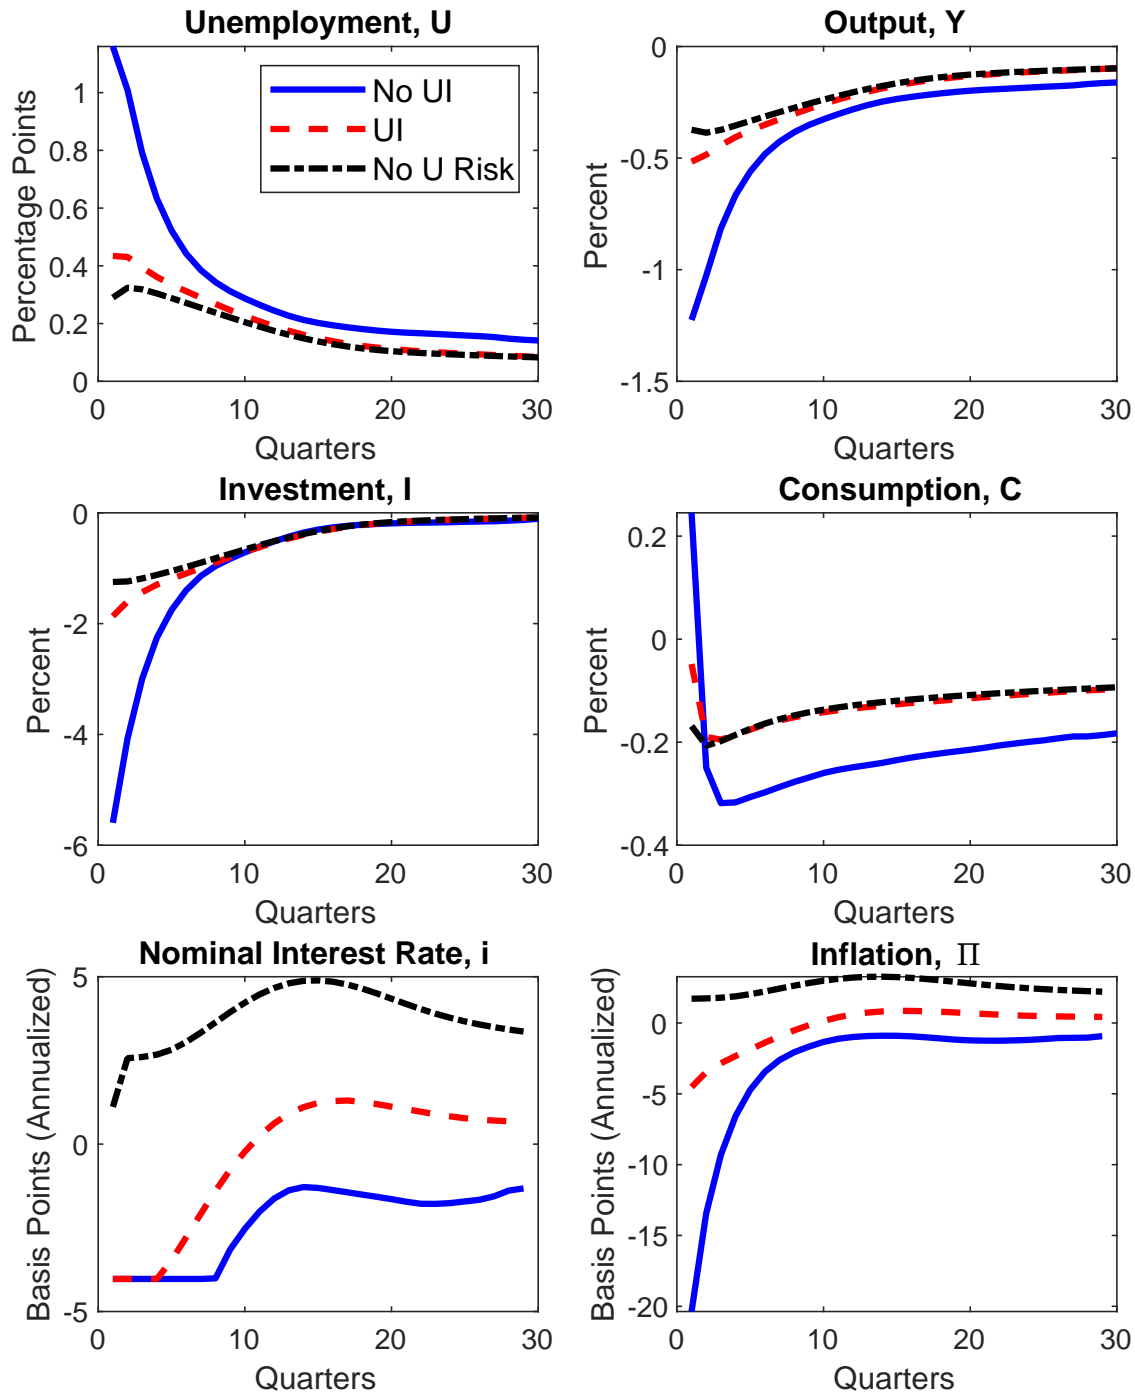 Unemployment, U
Percentage Points
1
0.8
0.6
0.4
0.2
0
0
10
20
30
Quarters
No UI
UI
No U Risk
Output, Y
Percent
0
-0.5
-1
-1.5
0
10
20
30
Quarters
Investment, I
Percent
0
-2
-4
-6
0
10
20
30
Quarters
Consumption, C
Percent
0.2
0
-0.2
-0.4
0
10
20
30
Quarters
Nominal Interest Rate, i
Basis Points (Annualized)
5
0
-5
0
10
20
30
Quarters
Inflation, Π
Basis Points (Annualized)
0
-5
-10
-15
-20
0
10
20
30
Quarters